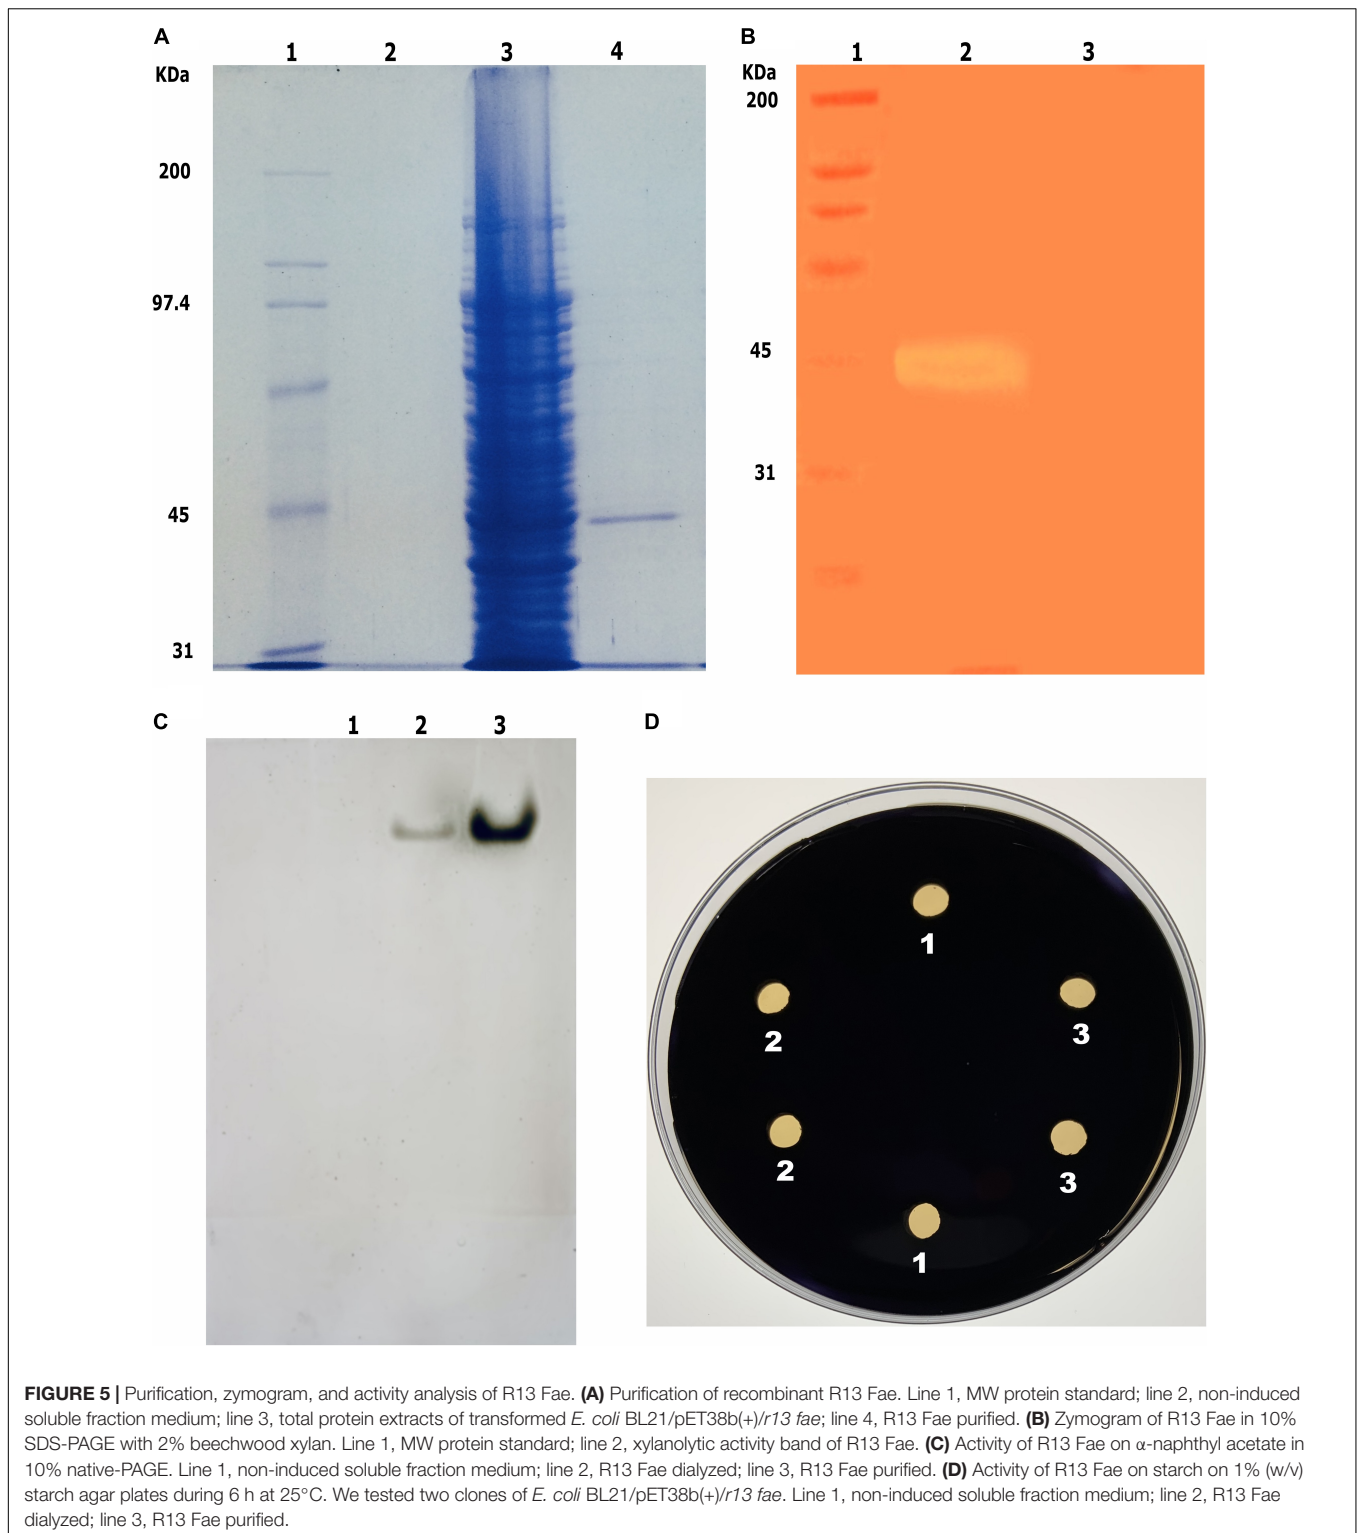 A
1 2 3 4
KDa
200
97.4
45
31
B
1 2 3
KDa
200
45
31
C
1 2 3
D
1
2
3
2
3
1
FIGURE 5 | Purification, zymogram, and activity analysis of R13 Fae. (A) Purification of recombinant R13 Fae. Line 1, MW protein standard; line 2, non-induced
soluble fraction medium; line 3, total protein extracts of transformed E. coli BL21/pET38b(+)/r13 fae; line 4, R13 Fae purified. (B) Zymogram of R13 Fae in 10%
SDS-PAGE with 2% beechwood xylan. Line 1, MW protein standard; line 2, xylanolytic activity band of R13 Fae. (C) Activity of R13 Fae on α-naphthyl acetate in
10% native-PAGE. Line 1, non-induced soluble fraction medium; line 2, R13 Fae dialyzed; line 3, R13 Fae purified. (D) Activity of R13 Fae on starch on 1% (w/v)
starch agar plates during 6 h at 25°C. We tested two clones of E. coli BL21/pET38b(+)/r13 fae. Line 1, non-induced soluble fraction medium; line 2, R13 Fae
dialyzed; line 3, R13 Fae purified.